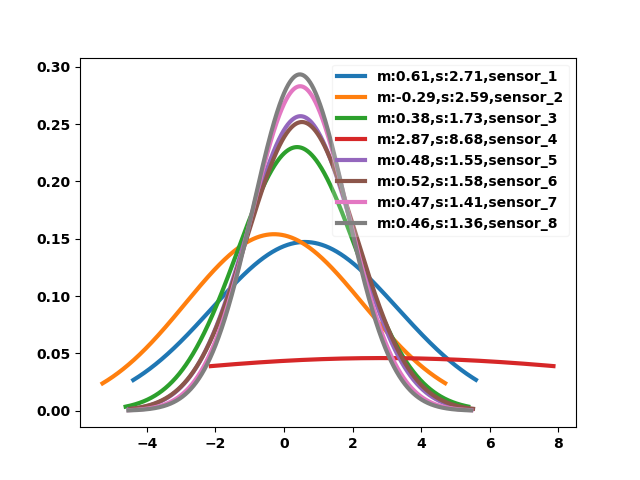 0.30
0.25
0.20
0.15
0.10
0.05
0.00
−4
−2
0
2
4
6
8
m:0.61,s:2.71,sensor_1
m:-0.29,s:2.59,sensor_2
m:0.38,s:1.73,sensor_3
m:2.87,s:8.68,sensor_4
m:0.48,s:1.55,sensor_5
m:0.52,s:1.58,sensor_6
m:0.47,s:1.41,sensor_7
m:0.46,s:1.36,sensor_8